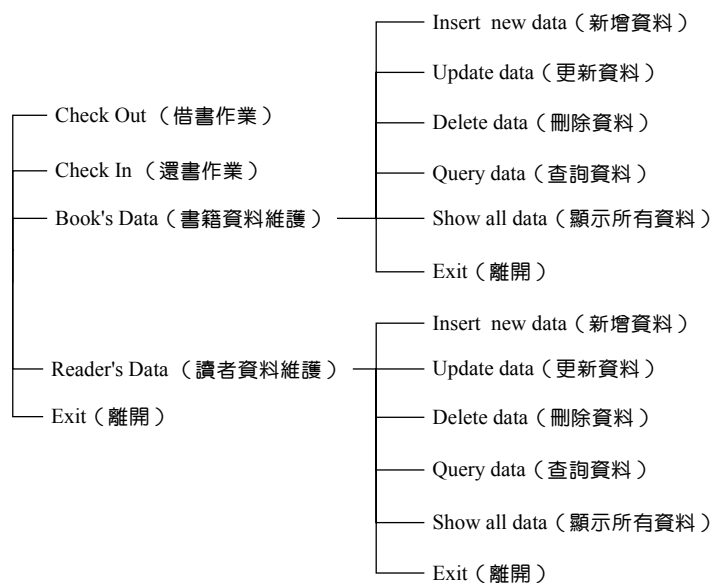 Check Out （借書作業）
Check In （還書作業）
Book's Data（書籍資料維護）
Insert new data（新增資料）
Update data（更新資料）
Delete data（刪除資料）
Query data（查詢資料）
Show all data（顯示所有資料）
Exit（離開）
Reader's Data （讀者資料維護）
Insert new data（新增資料）
Update data（更新資料）
Delete data（刪除資料）
Query data（查詢資料）
Show all data（顯示所有資料）
Exit（離開）
Exit（離開）